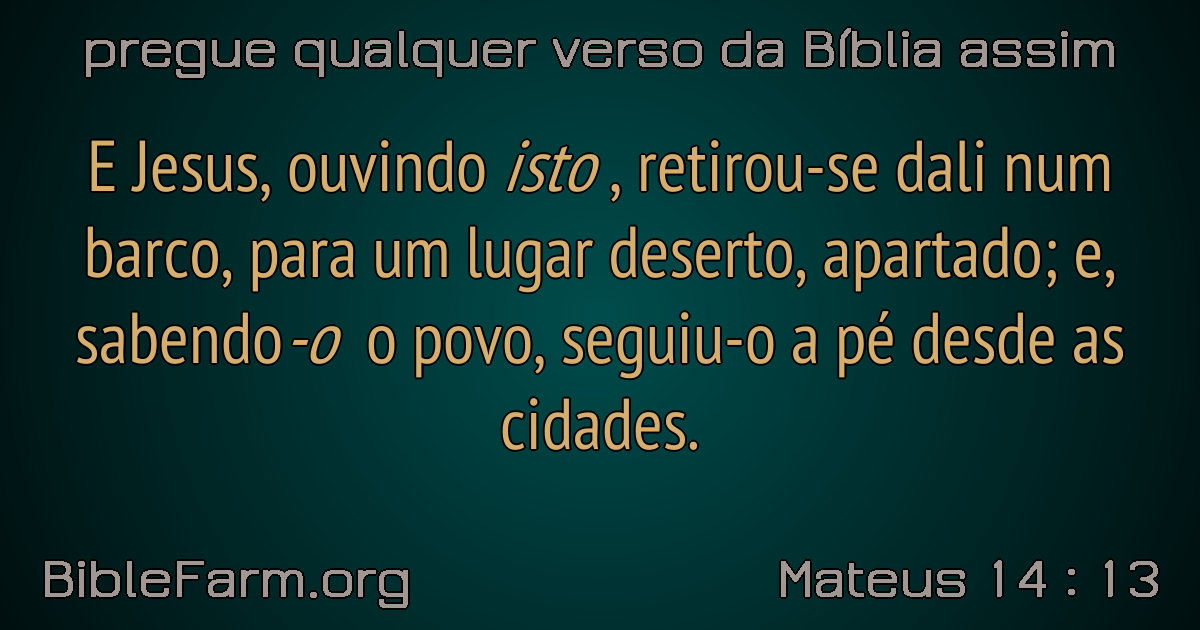 pregue qualquer verso da Bíblia assim
E Jesus, ouvindo isto , retirou-se dali num
barco, para um lugar deserto, apartado; e,
sabendo-o o povo, seguiu-o a pé desde as
cidades.
BibleFarm.org
Mateus 14 : 13